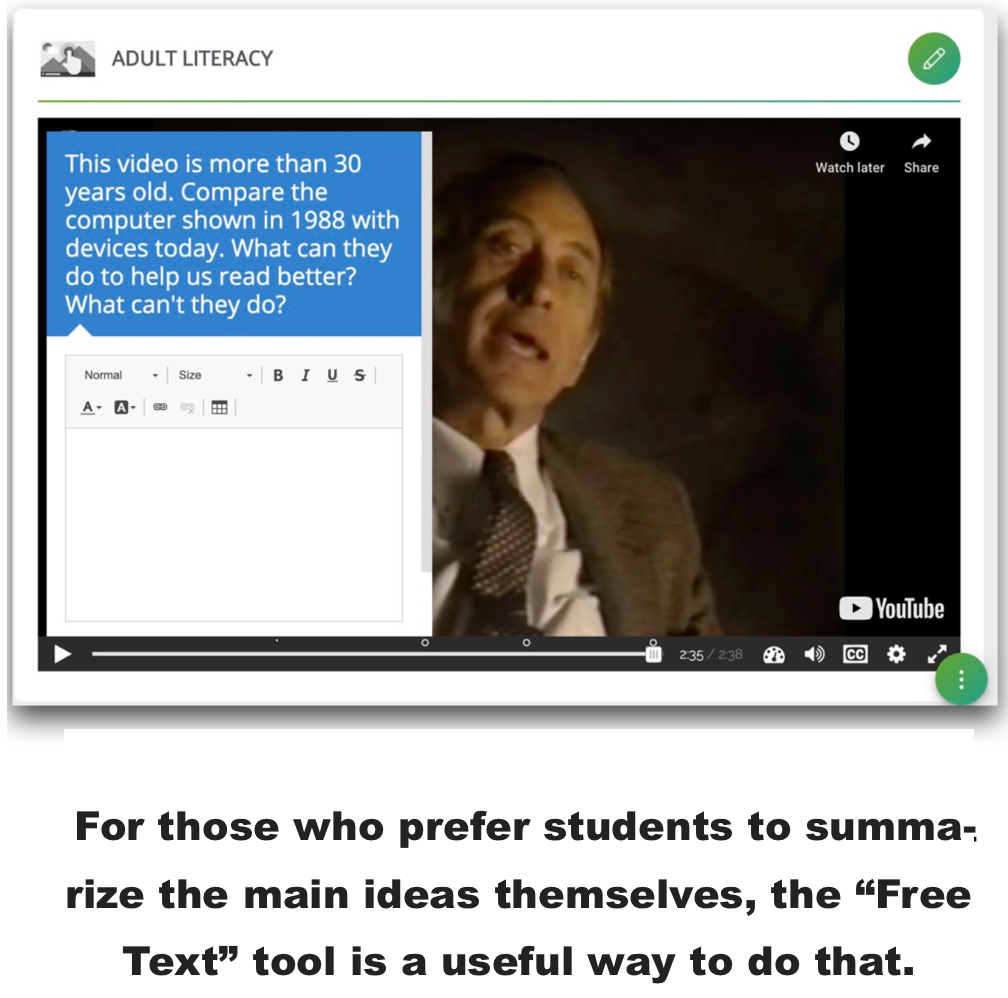 ADULT LITERACY
This video is more than 30
years old. Compare the
computer shown in 1988 with
devices today. What can they
do to help us read better?
What can't they do?
Watch later
Share
Normal
Size
B I U S
A A
YouTube
2:35 / 2:38
CC
For those who prefer students to summa-
rize the main ideas themselves, the “Free
Text” tool is a useful way to do that.